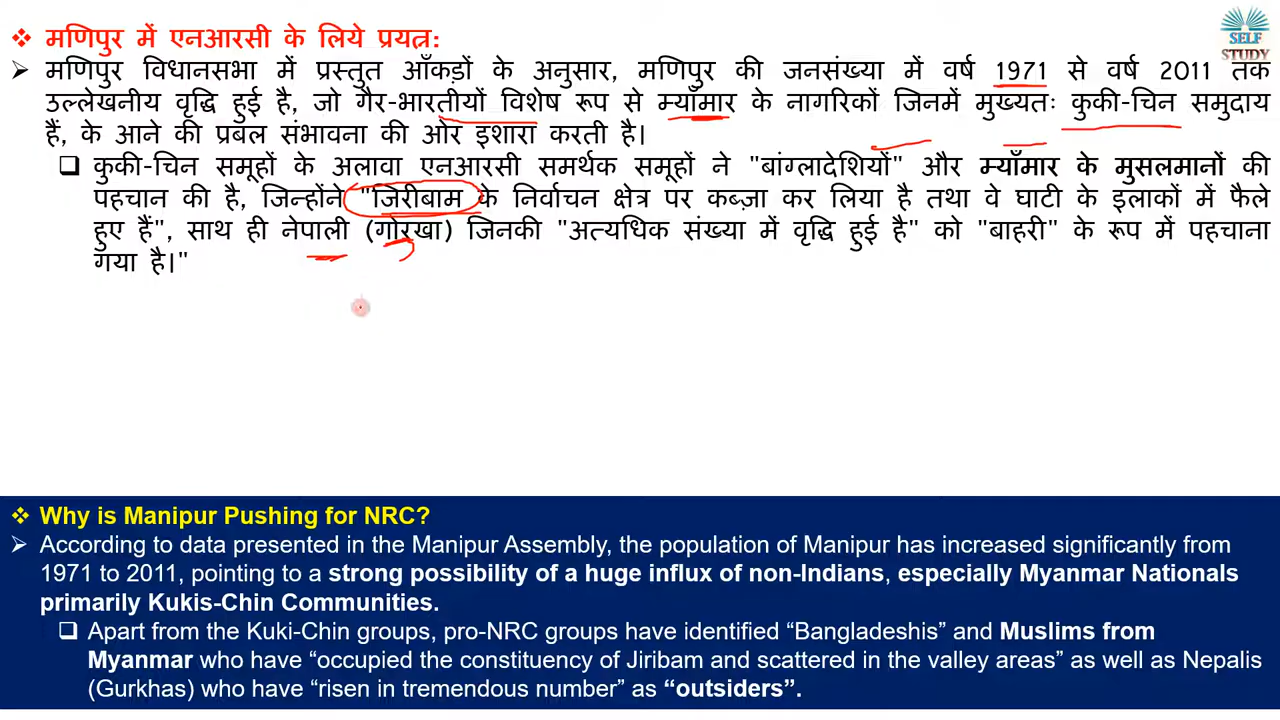 ❖ मणिपुर में एनआरसी के लिये प्रयत्न:
SELF
STUDY
➢ मणिपुर विधानसभा में प्रस्तुत आँकड़ों के अनुसार, मणिपुर की जनसंख्या में वर्ष 1971 से वर्ष 2011 तक
उल्लेखनीय वृद्धि हुई है, जो गैर-भारतीयों विशेष रूप से म्याँमार के नागरिकों जिनमें मुख्यतः कुकी-चिन समुदाय
हैं, के आने की प्रबल संभावना की ओर इशारा करती है।
❑ कुकी-चिन समूहों के अलावा एनआरसी समर्थक समूहों ने "बांग्लादेशियों" और म्याँमार के मुसलमानों की
पहचान की है, जिन्होंने "जिरीबाम के निर्वाचन क्षेत्र पर कब्ज़ा कर लिया है तथा वे घाटी के इलाकों में फैले
हुए हैं", साथ ही नेपाली (गोरखा) जिनकी "अत्यधिक संख्या में वृद्धि हुई है" को "बाहरी" के रूप में पहचाना
गया है।"
❖ Why is Manipur Pushing for NRC?
➢ According to data presented in the Manipur Assembly, the population of Manipur has increased significantly from
1971 to 2011, pointing to a strong possibility of a huge influx of non-Indians, especially Myanmar Nationals
primarily Kukis-Chin Communities.
❑ Apart from the Kuki-Chin groups, pro-NRC groups have identified “Bangladeshis” and Muslims from
Myanmar who have “occupied the constituency of Jiribam and scattered in the valley areas” as well as Nepalis
(Gurkhas) who have “risen in tremendous number” as “outsiders”.